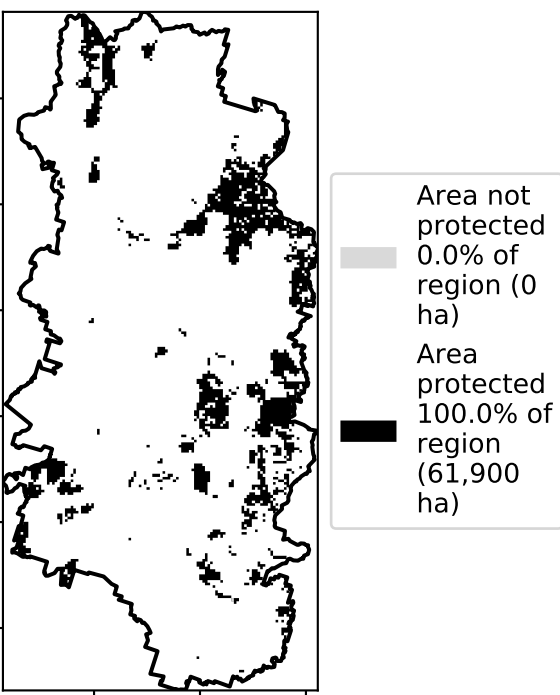 Area not
protected
0.0% of
region (0
ha)
Area
protected
100.0% of
region
(61,900
ha)